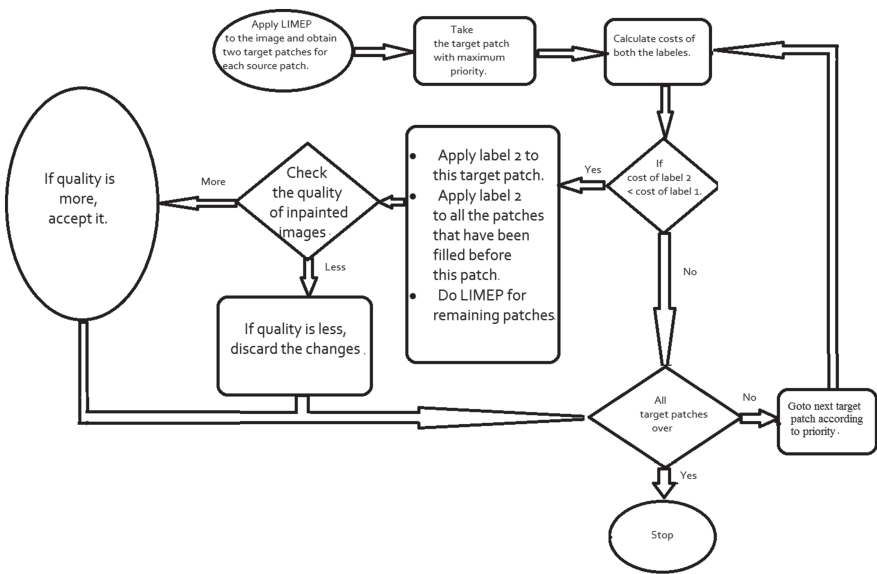 Apply LIMEP
to the image and obtain
two target patches for
each source patch.
Take
the target patch
with maximum
priority.
Calculate costs of
both the labeles.
If
cost of label 2
< cost of label 1.
Yes
No
• Apply label 2 to
this target patch.
• Apply label 2
to all the patches
that have been
filled before
this patch.
• Do LIMEP for
remaining patches.
Check
the quality
of inpainted
images.
More
Less
If quality is
more,
accept it.
If quality is less,
discard the changes.
All
target patches
over
No
Yes
Goto next target
patch according
to priority.
Stop